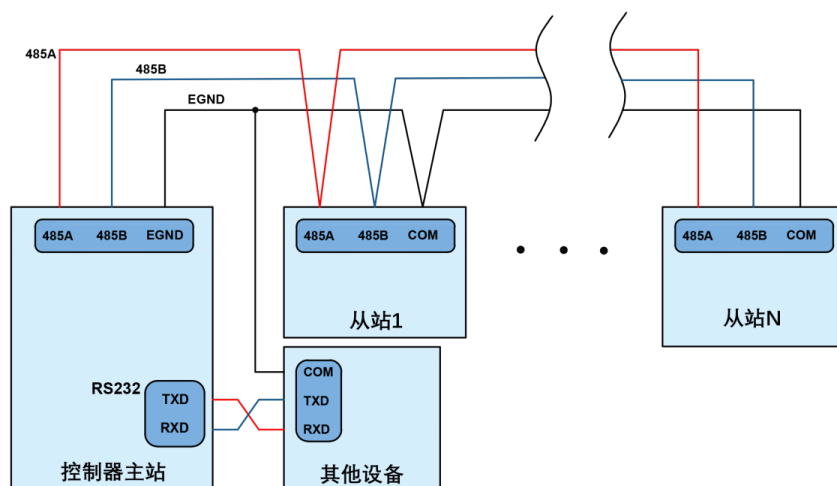 485A
485B
EGND
485A 485B EGND
485A 485B COM
485A 485B COM
从站1
从站N
RS232
TXD
RXD
COM
TXD
RXD
控制器主站
其他设备